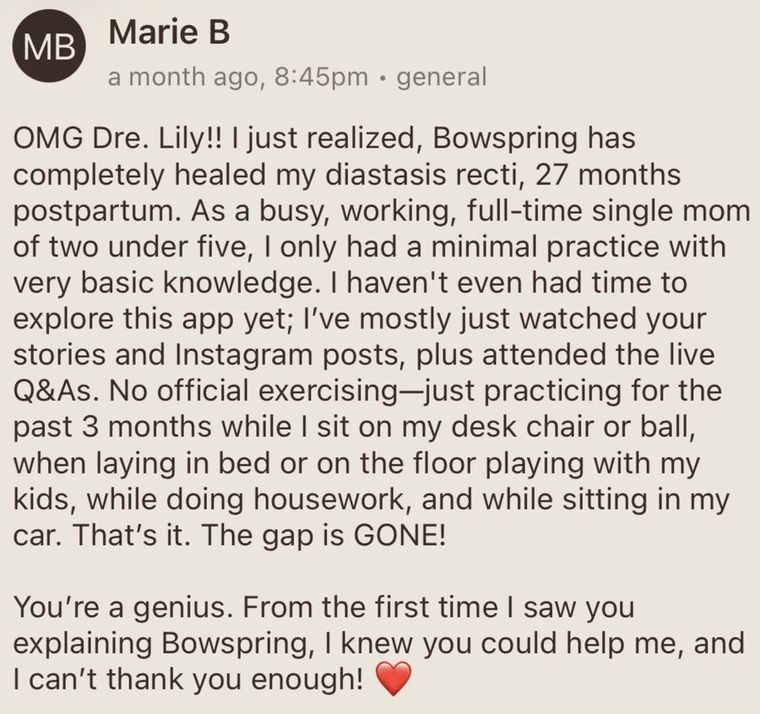 MB
Marie B
a month ago, 8:45pm • general
OMG Dre. Lily!! I just realized, Bowspring has
completely healed my diastasis recti, 27 months
postpartum. As a busy, working, full-time single mom
of two under five, I only had a minimal practice with
very basic knowledge. I haven't even had time to
explore this app yet; I’ve mostly just watched your
stories and Instagram posts, plus attended the live
Q&As. No official exercising—just practicing for the
past 3 months while I sit on my desk chair or ball,
when laying in bed or on the floor playing with my
kids, while doing housework, and while sitting in my
car. That’s it. The gap is GONE!
You’re a genius. From the first time I saw you
explaining Bowspring, I knew you could help me, and
I can’t thank you enough! ❤️